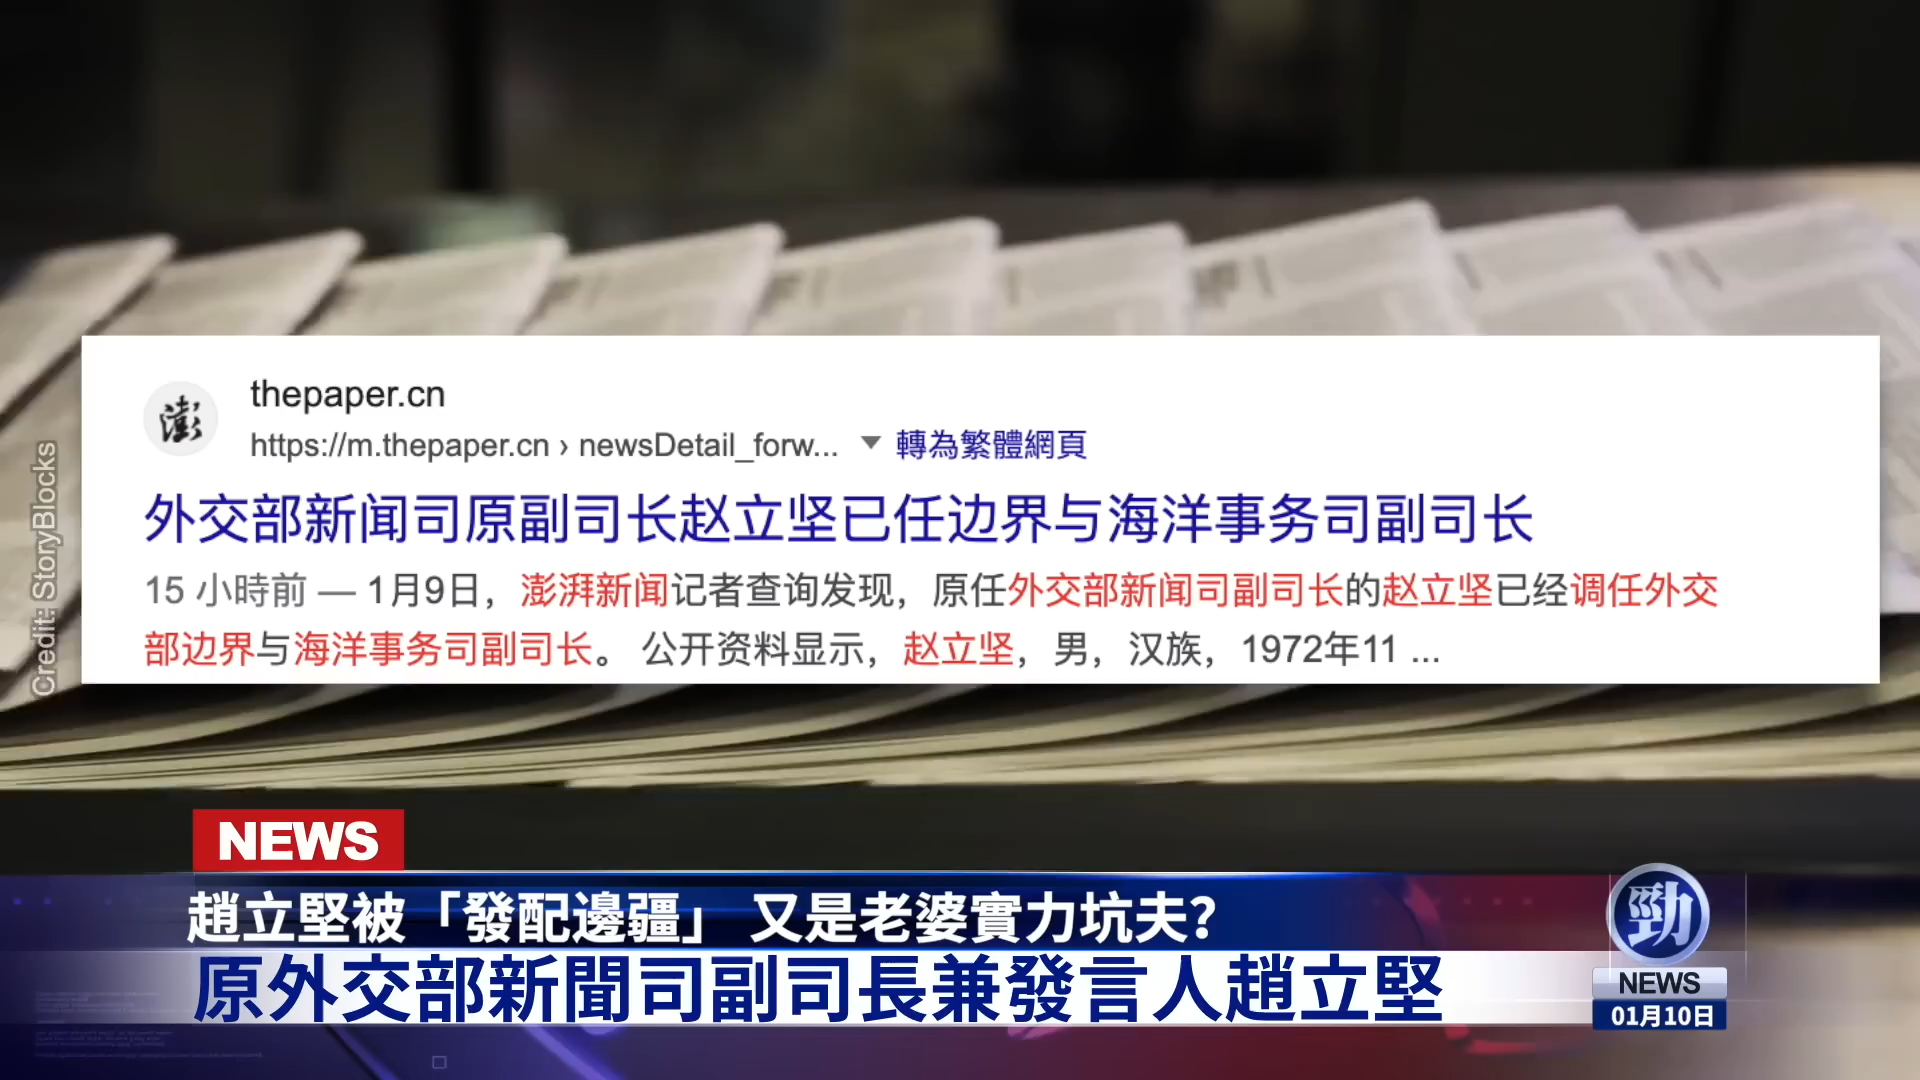 thepaper.cn
澎
https://m.thepaper.cn › newsDetail_forw... 轉為繁體網頁
外交部新闻司原副司长赵立坚已任边界与海洋事务司副司长
15 小時前 — 1月9日，澎湃新闻记者查询发现，原任外交部新闻司副司长的赵立坚已经调任外交
部边界与海洋事务司副司长。 公开资料显示，赵立坚，男，汉族，1972年11 ...
Credit: StoryBlocks
NEWS
趙立堅被「發配邊疆」 又是老婆實力坑夫？
原外交部新聞司副司長兼發言人趙立堅
勁
NEWS
01月10日